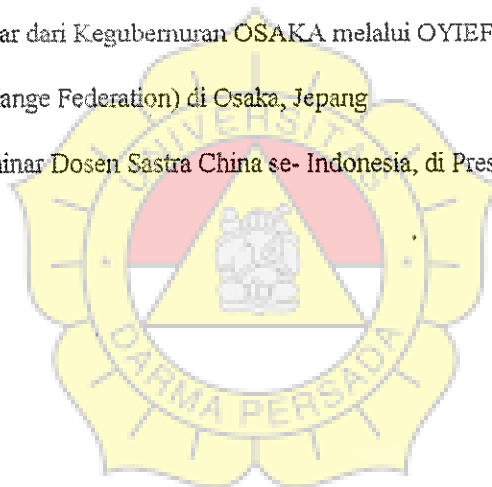 ar dari Kegubernuran OSAKA melalui OYIEF
ange Federation) di Osaka, Jepang
inar Dosen Sastra China se- Indonesia, di Pres
UNIVERSITAS
DARMA PERSADA